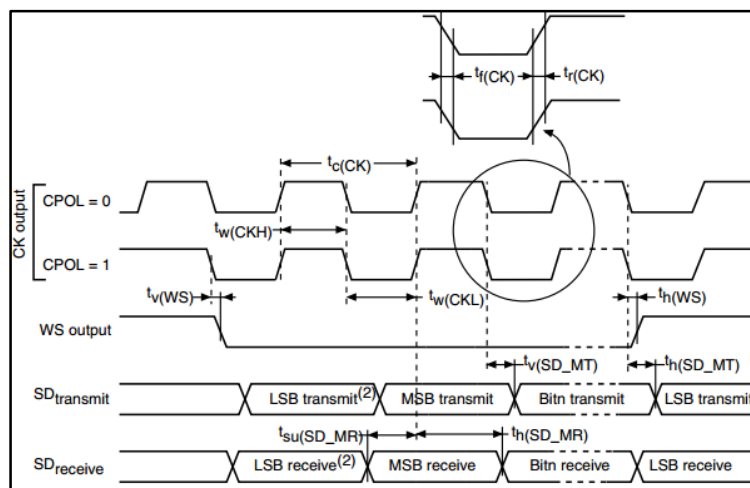 tf(CK)
tr(CK)
tc(CK)
CK output
CPOL = 0
tw(CKH)
CPOL = 1
tv(WS)
tw(CKL)
th(WS)
WS output
tv(SD_MT)
th(SD_MT)
SDtransmit
LSB transmit(2)
MSB transmit
Bitn transmit
LSB transmit
tsu(SD_MR)
th(SD_MR)
SDreceive
LSB receive(2)
MSB receive
Bitn receive
LSB receive